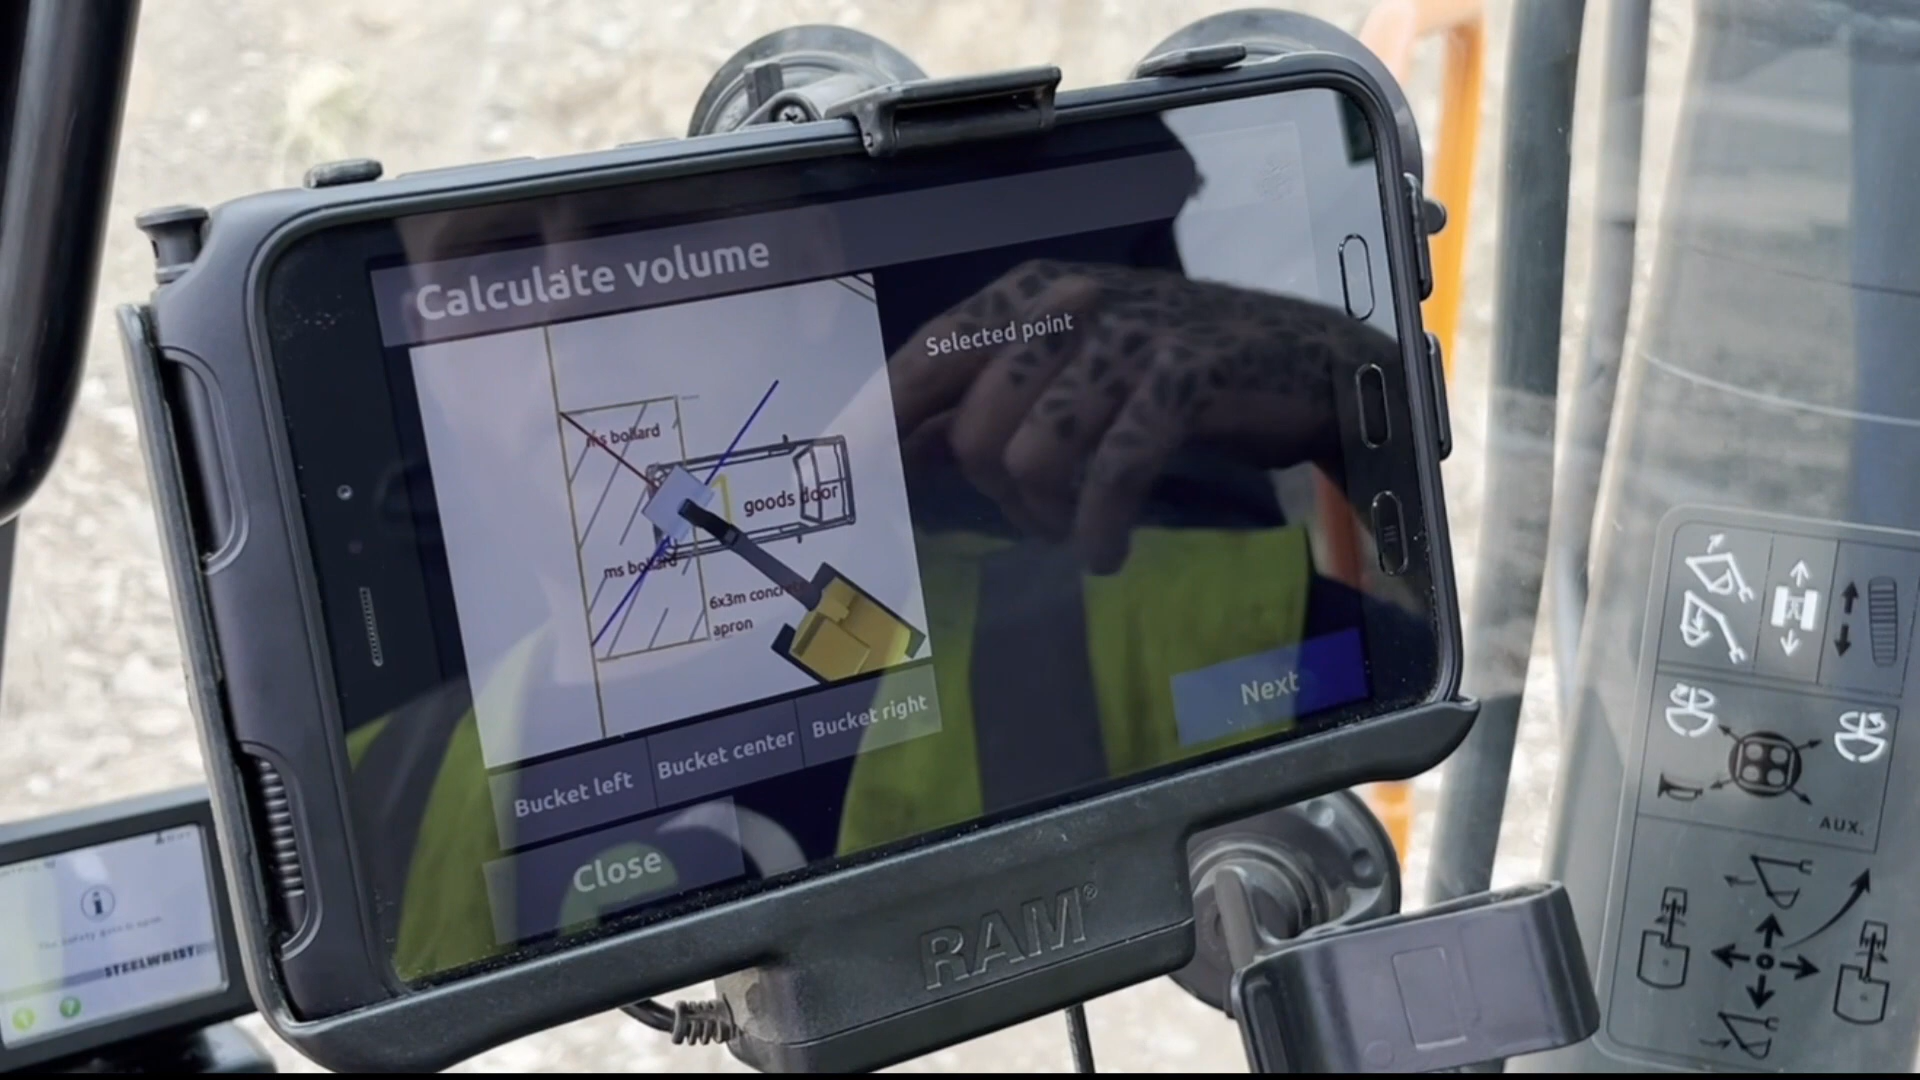 Calculate volume
Selected point
ms bollard
goods door
ms bollard
6x3m concrete
apron
Bucket left
Bucket center
Bucket right
Next
Close
RAM®
STEELWRIST
AUX.